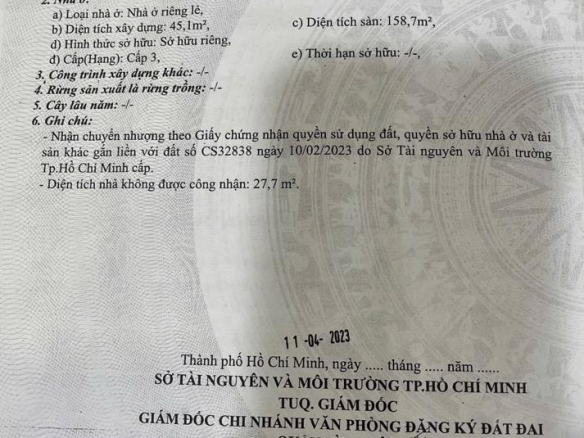 2. Nhà ở:
a) Loại nhà ở: Nhà ở riêng lẻ,
b) Diện tích xây dựng: 45,1m², c) Diện tích sàn: 158,7m²,
d) Hình thức sở hữu: Sở hữu riêng,
đ) Cấp(Hạng): Cấp 3, e) Thời hạn sở hữu: -/-,
3. Công trình xây dựng khác: -/-
4. Rừng sản xuất là rừng trồng: -/-
5. Cây lâu năm: -/-
6. Ghi chú:
- Nhận chuyển nhượng theo Giấy chứng nhận quyền sử dụng đất, quyền sở hữu nhà ở và tài
sản khác gắn liền với đất số CS32838 ngày 10/02/2023 do Sở Tài nguyên và Môi trường
Tp.Hồ Chí Minh cấp.
- Diện tích nhà không được công nhận: 27,7 m².
11 -04- 2023
Thành phố Hồ Chí Minh, ngày ..... tháng ..... năm ......
SỞ TÀI NGUYÊN VÀ MÔI TRƯỜNG TP.HỒ CHÍ MINH
TUQ. GIÁM ĐỐC
GIÁM ĐỐC CHI NHÁNH VĂN PHÒNG ĐĂNG KÝ ĐẤT ĐAI